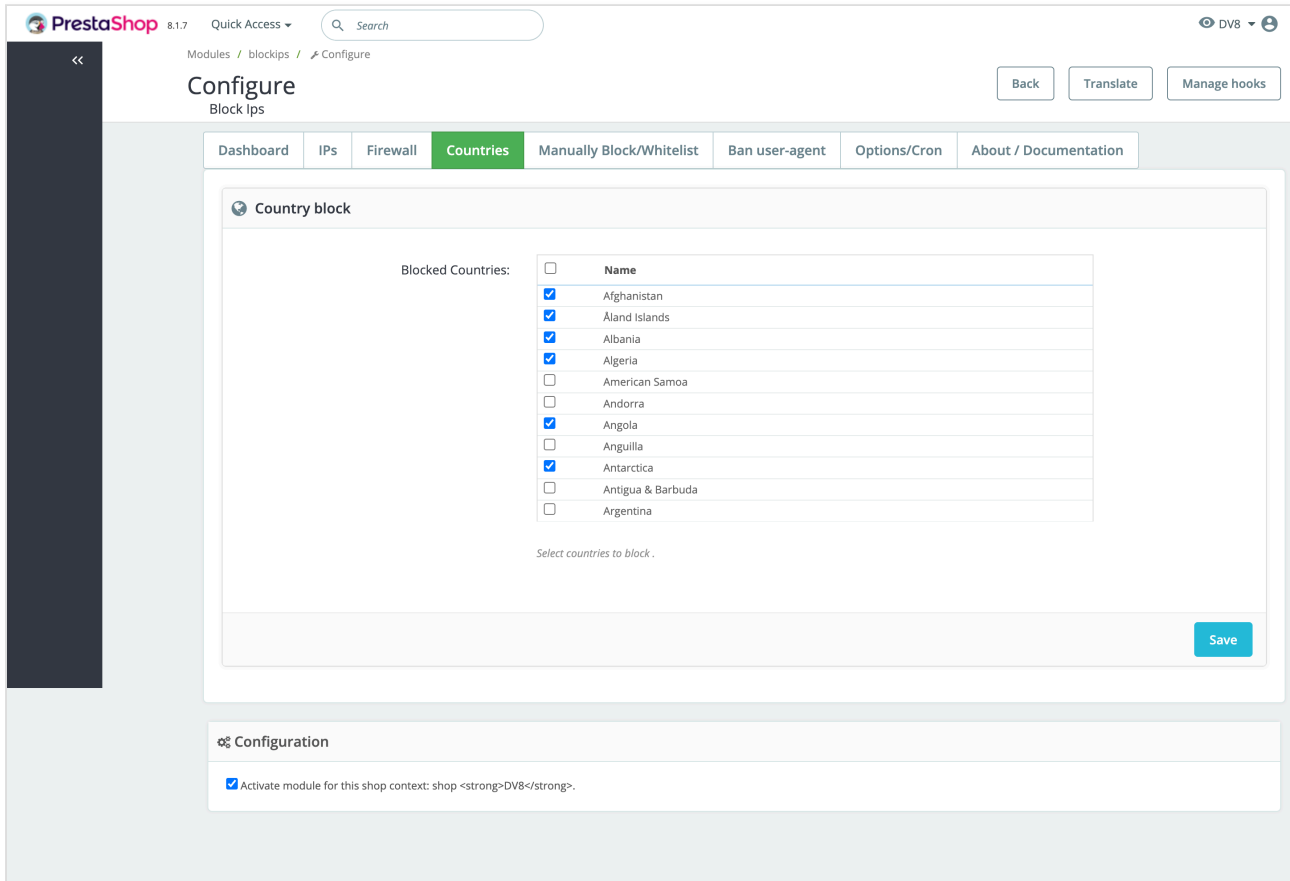 PrestaShop 8.1.7 Quick Access Search DV8
Modules / blockips / Configure
Configure
Block Ips
Back Translate Manage hooks
Dashboard IPs Firewall Countries Manually Block/Whitelist Ban user-agent Options/Cron About / Documentation
Country block
Blocked Countries: Name
Afghanistan
Åland Islands
Albania
Algeria
American Samoa
Andorra
Angola
Anguilla
Antarctica
Antigua & Barbuda
Argentina
Select countries to block .
Save
Configuration
Activate module for this shop context: shop <strong>DV8</strong>.